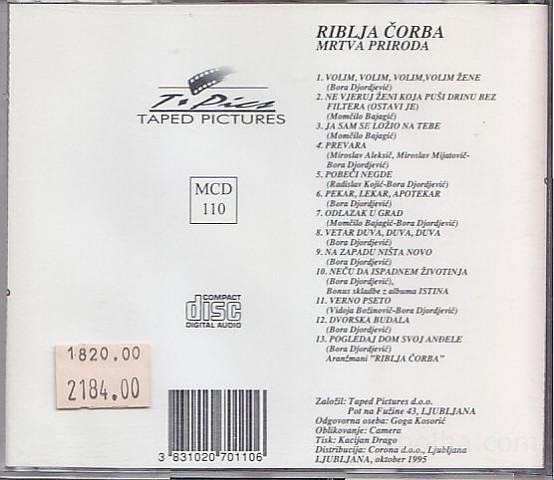 RIBLJA ČORBA
MRTVA PRIRODA
1. VOLIM, VOLIM, VOLIM,VOLIM ŽENE
(Bora Djordjević)
2. NE VJERUJ ŽENI KOJA PUŠI DRINU BEZ
FILTERA (OSTAVI JE)
(Momčilo Bajagić)
3. JA SAM SE LOŽIO NA TEBE
(Momčilo Bajagić)
4. PREVARA
(Miroslav Aleksić, Miroslav Mijatović-
Bora Djordjević)
5. POBEĆI NEGDE
(Radislav Kojić-Bora Djordjević)
6. PEKAR, LEKAR, APOTEKAR
(Bora Djordjević)
7. ODLAZAK U GRAD
(Momčilo Bajagić-Bora Djordjević)
8. VETAR DUVA, DUVA, DUVA
(Bora Djordjević)
9. NA ZAPADU NIŠTA NOVO
(Bora Djordjević)
10. NEĆU DA ISPADNEM ŽIVOTINJA
(Bora Djordjević),
Bonus skladbe z albuma ISTINA
11. VERNO PSETO
(Vidoja Božinović-Bora Djordjević)
12. DVORSKA BUDALA
(Bora Djordjević)
13. POGLEDAJ DOM SVOJ ANĐELE
(Bora Djordjević)
Aranžmani "RIBLJA ČORBA"
Založil: Taped Pictures d.o.o.
Pot na Fužine 43, LJUBLJANA
Odgovorna oseba: Goga Kosorić
Oblikovanje: Camera
Tisk: Kacijan Drago
Distribucija: Corona d.o.o., Ljubljana
LJUBLJANA, oktober 1995
T•Pics
TAPED PICTURES
MCD
110
COMPACT
disc
DIGITAL AUDIO
1820.00
2184.00
3 831020 701106
bolha.com